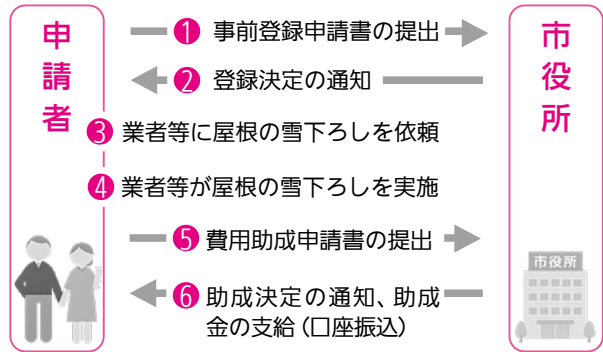 申請者
市役所
❶ 事前登録申請書の提出
❷ 登録決定の通知
❸ 業者等に屋根の雪下ろしを依頼
❹ 業者等が屋根の雪下ろしを実施
❺ 費用助成申請書の提出
❻ 助成決定の通知、助成
金の支給（口座振込）
市役所